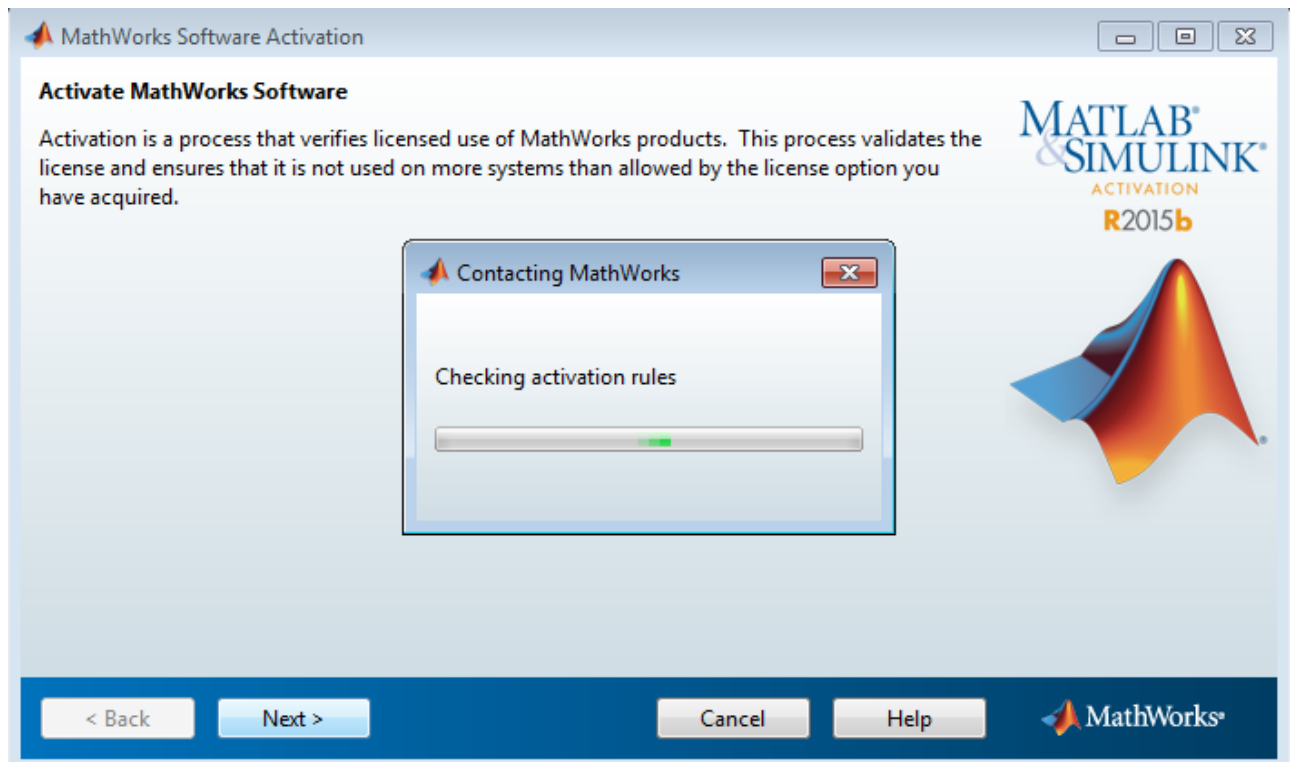 MathWorks Software Activation
Activate MathWorks Software
Activation is a process that verifies licensed use of MathWorks products.  This process validates the
license and ensures that it is not used on more systems than allowed by the license option you
have acquired.
MATLAB®
&SIMULINK®
ACTIVATION
R2015b
Contacting MathWorks
Checking activation rules
®
< Back
Next >
Cancel
Help
MathWorks®